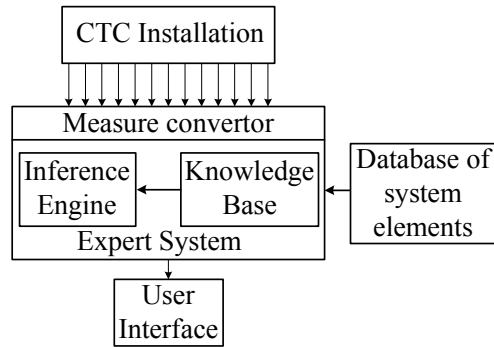 CTC Installation
Measure convertor
Inference
Engine
Knowledge
Base
Expert System
Database of
system
elements
User
Interface